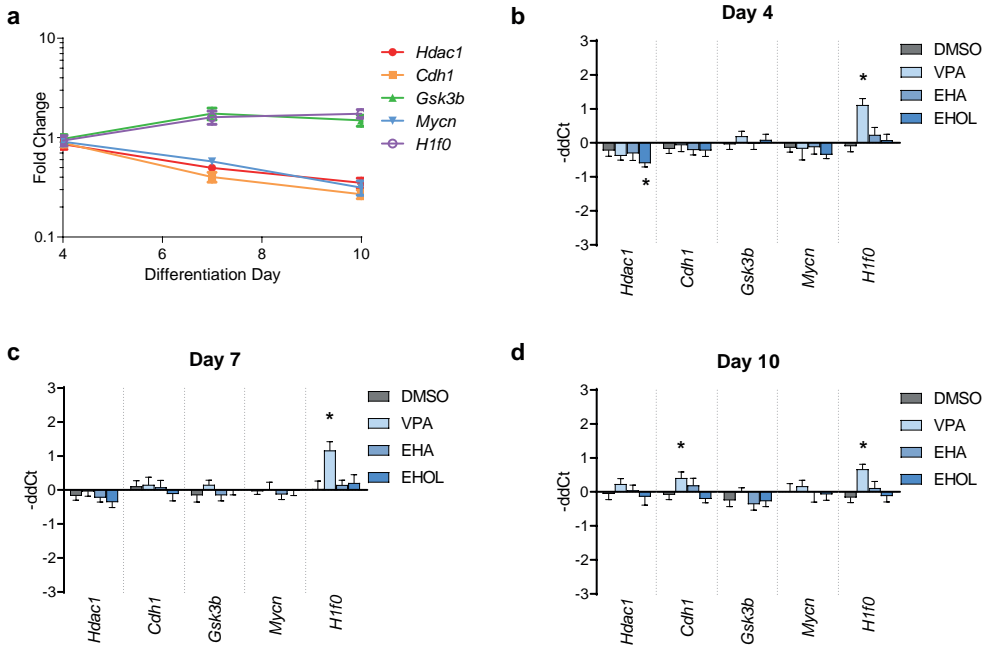 a
Fold Change
10
1
0.1
4
6
8
10
Differentiation Day
Hdac1
Cdh1
Gsk3b
Mycn
H1f0
b
Day 4
-ddCt
3
2
1
0
-1
-2
-3
Hdac1
Cdh1
Gsk3b
Mycn
H1f0
*
*
DMSO
VPA
EHA
EHOL
c
Day 7
-ddCt
3
2
1
0
-1
-2
-3
Hdac1
Cdh1
Gsk3b
Mycn
H1f0
*
DMSO
VPA
EHA
EHOL
d
Day 10
-ddCt
3
2
1
0
-1
-2
-3
Hdac1
Cdh1
Gsk3b
Mycn
H1f0
*
*
DMSO
VPA
EHA
EHOL